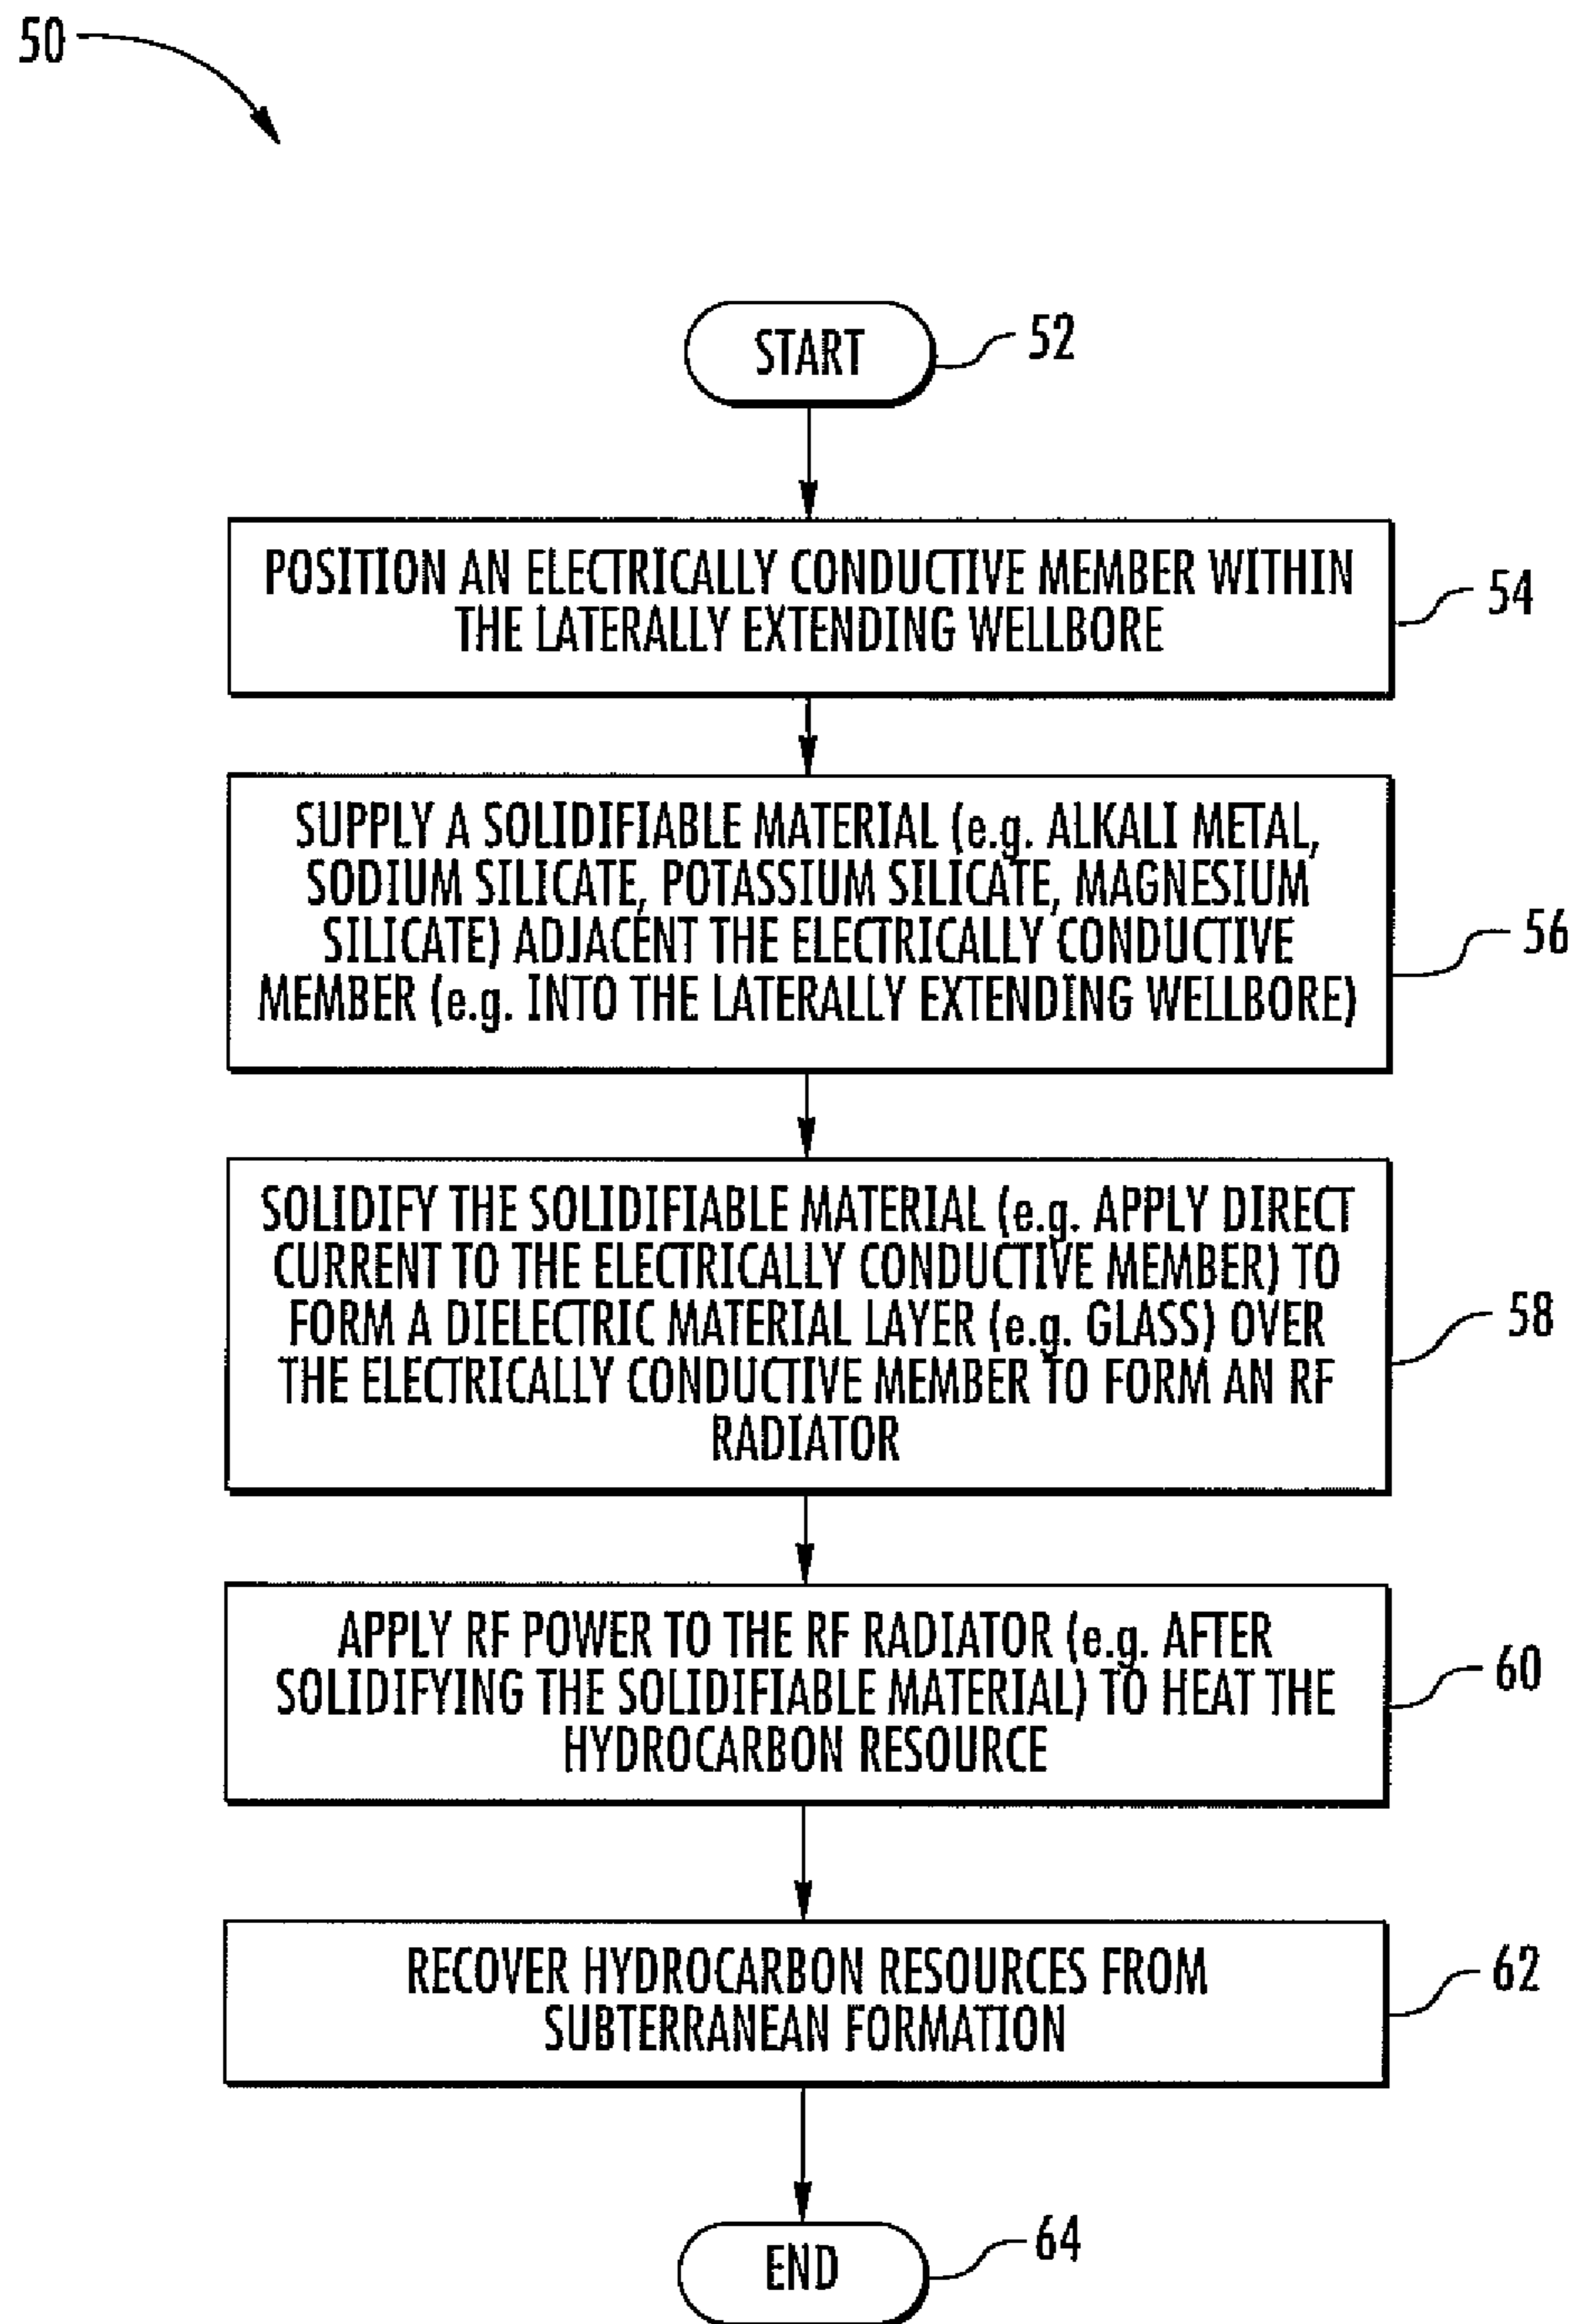 50
START
52
POSITION AN ELECTRICALLY CONDUCTIVE MEMBER WITHIN
THE LATERALLY EXTENDING WELLBORE
54
SUPPLY A SOLIDIFIABLE MATERIAL (e.g. ALKALI METAL,
SODIUM SILICATE, POTASSIUM SILICATE, MAGNESIUM
SILICATE) ADJACENT THE ELECTRICALLY CONDUCTIVE
MEMBER (e.g. INTO THE LATERALLY EXTENDING WELLBORE)
56
SOLIDIFY THE SOLIDIFIABLE MATERIAL (e.g. APPLY DIRECT
CURRENT TO THE ELECTRICALLY CONDUCTIVE MEMBER) TO
FORM A DIELECTRIC MATERIAL LAYER (e.g. GLASS) OVER
THE ELECTRICALLY CONDUCTIVE MEMBER TO FORM AN RF
RADIATOR
58
APPLY RF POWER TO THE RF RADIATOR (e.g. AFTER
SOLIDIFYING THE SOLIDIFIABLE MATERIAL) TO HEAT THE
HYDROCARBON RESOURCE
60
RECOVER HYDROCARBON RESOURCES FROM
SUBTERRANEAN FORMATION
62
END
64